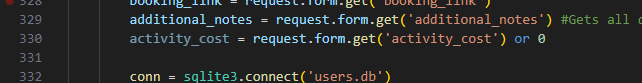 328 booking_link = request.form.get('booking_link')
329 additional_notes = request.form.get('additional_notes') #Gets all
330 activity_cost = request.form.get('activity_cost') or 0
331
332 conn = sqlite3.connect('users.db')